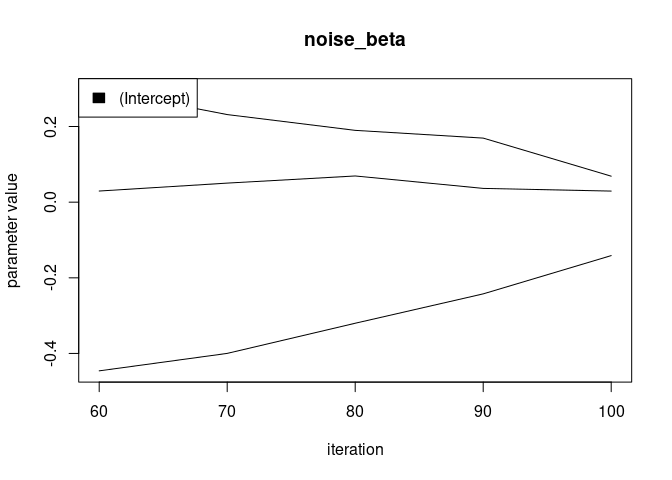 noise_beta
(Intercept)
parameter value
0.2
0.0
-0.2
-0.4
60 70 80 90 100
iteration